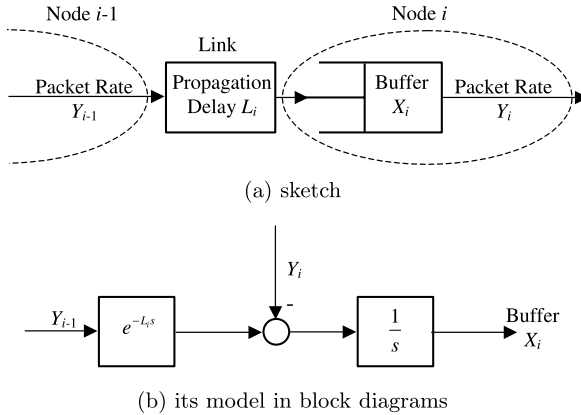 Node i-1
Node i
Link
Packet Rate
Y_{i-1}
Propagation
Delay L_i
Buffer
X_i
Packet Rate
Y_i
(a) sketch
Y_i
-
Y_{i-1}
e^{-L_i s}
1
s
Buffer
X_i
(b) its model in block diagrams